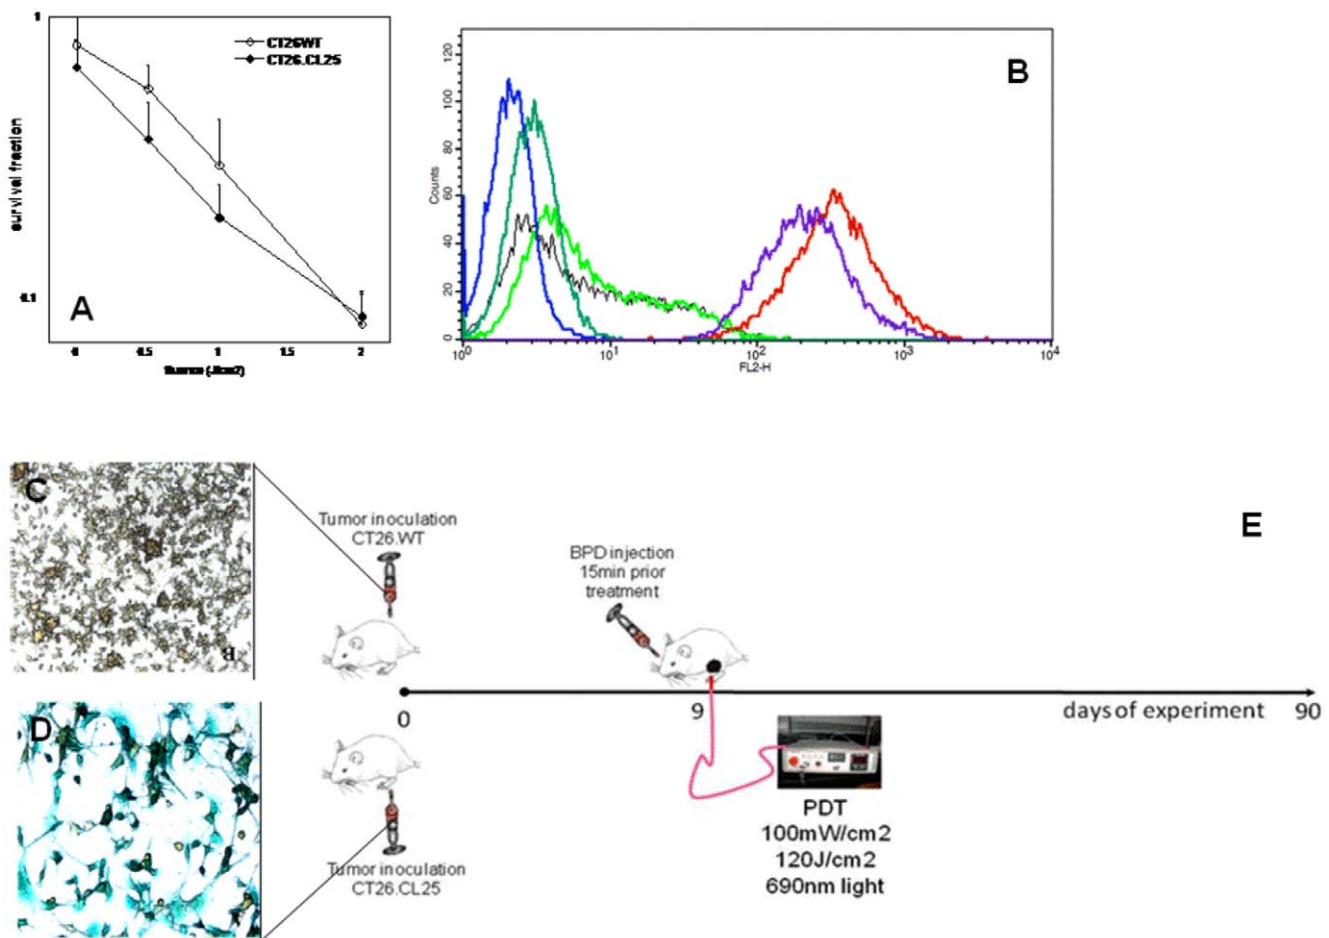 1
CT26WT
CT26.CL25
survival fraction
0.1
A
0
0.5
1
1.5
2
fluence (J/cm2)
B
120
100
80
60
40
20
0
Counts
10^0
10^1
10^2
10^3
10^4
FL2-H
C
E
Tumor inoculation
CT26.WT
BPD injection
15min prior
treatment
0
9
days of experiment
90
D
Tumor inoculation
CT26.CL25
PDT
100mW/cm2
120J/cm2
690nm light